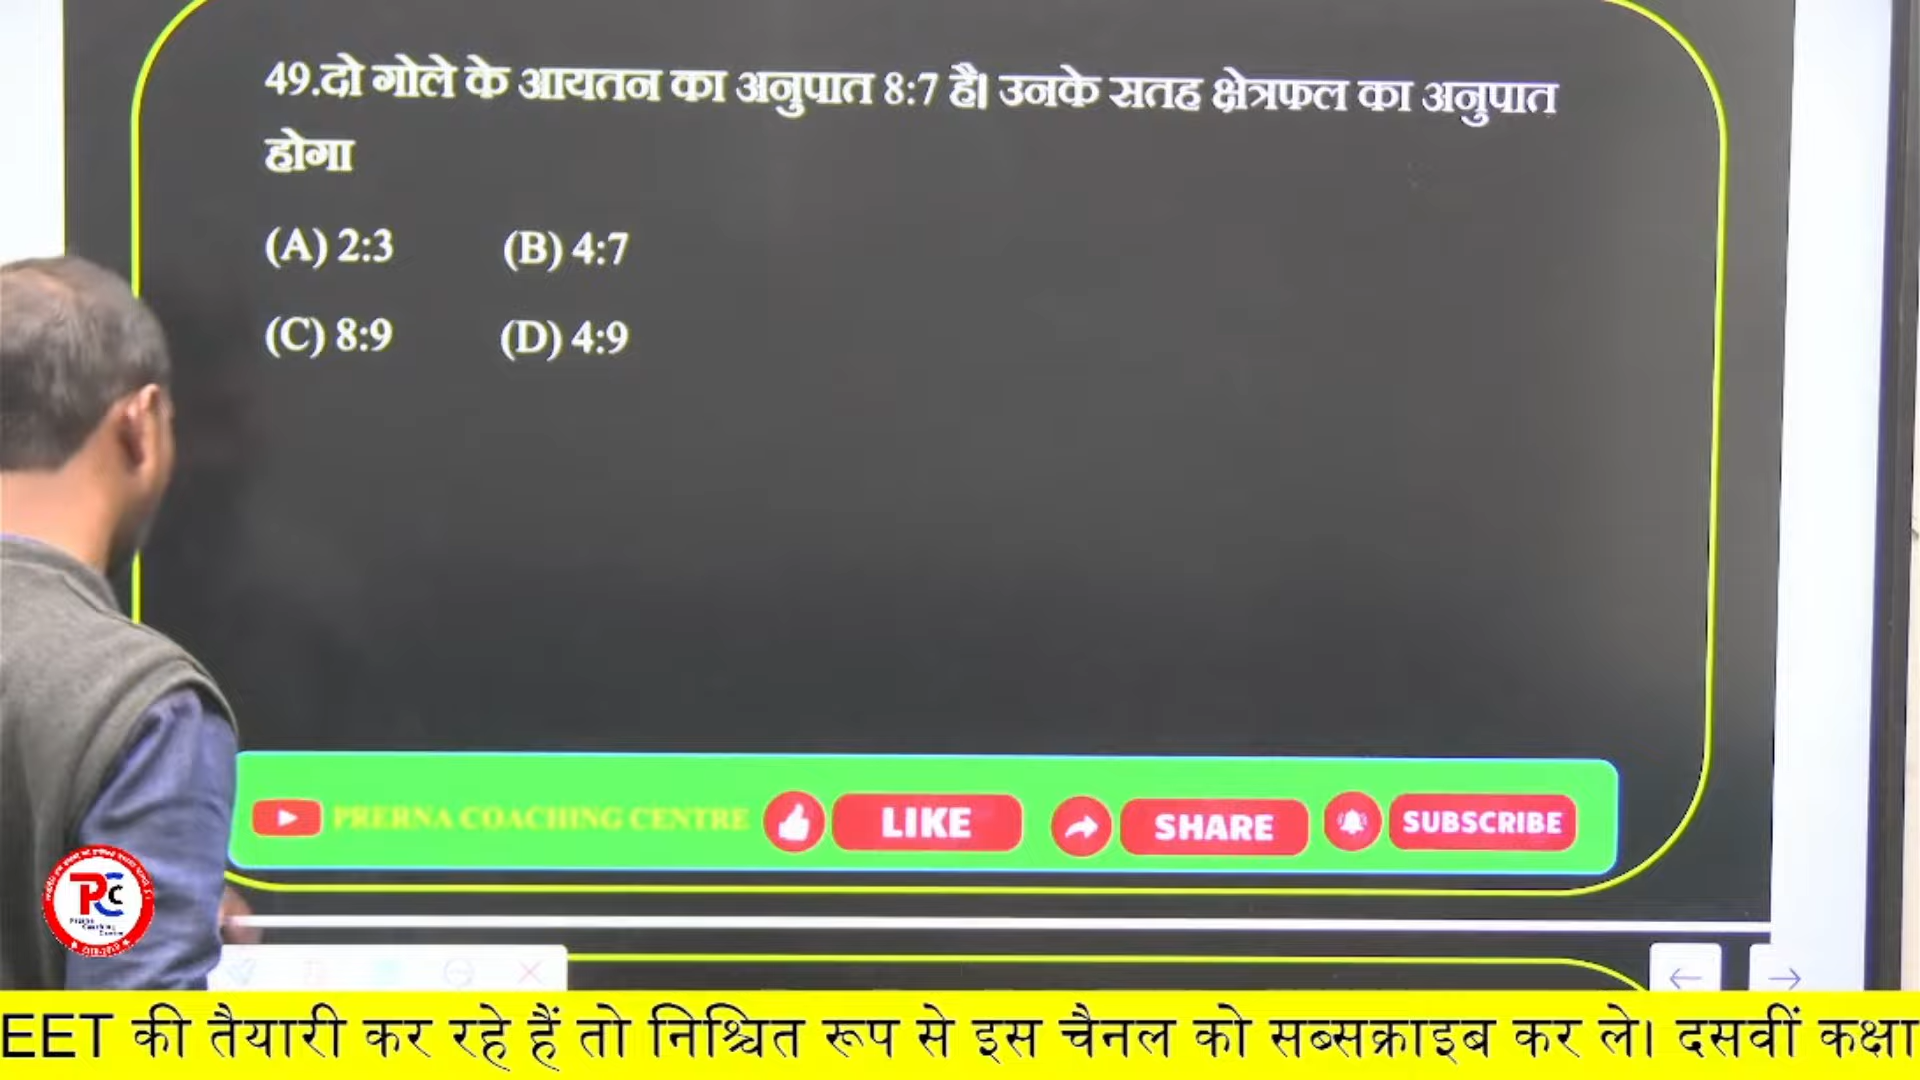 49.दो गोले के आयतन का अनुपात 8:7 है। उनके सतह क्षेत्रफल का अनुपात
होगा
(A) 2:3 (B) 4:7
(C) 8:9 (D) 4:9
PRERNA COACHING CENTRE LIKE SHARE SUBSCRIBE
PCC
EET की तैयारी कर रहे हैं तो निश्चित रूप से इस चैनल को सब्सक्राइब कर ले। दसवीं कक्षा